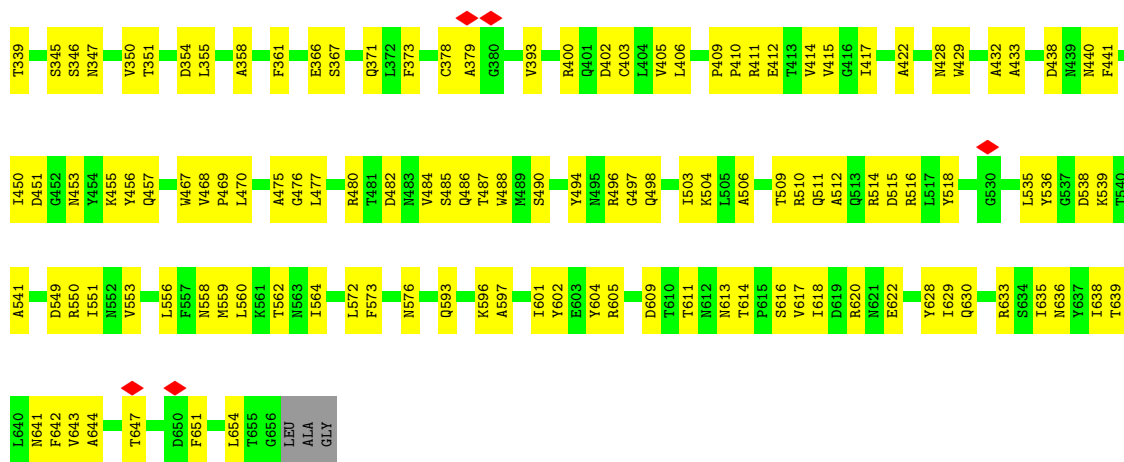 T339 S345 S346 N347 V350 T351 D354 L355 A358 F361 E366 S367 Q371 L372 F373 C378 A379 G380 V393 R400 Q401 D402 C403 L404 V405 L406 P409 P410 R411 E412 T413 V414 V415 G416 I417 A422 N428 W429 A432 A433 D438 N439 N440 F441
I450 D451 G452 N453 Y454 K455 Y456 Q457 W467 V468 P469 L470 A475 G476 L477 R480 T481 D482 N483 V484 S485 Q486 T487 W488 M489 S490 Y494 N495 R496 G497 Q498 I503 K504 L505 A506 T509 R510 Q511 A512 Q513 R514 D515 R516 L517 Y518 G530 L535 Y536 G537 D538 K539 T540
A541 D549 R550 I551 N552 V553 L556 F557 N558 M559 L560 K561 T562 N563 I564 L572 F573 N576 Q593 K596 A597 I601 Y602 E603 Y604 R605 D609 T610 T611 N612 N613 T614 P615 S616 V617 I618 D619 R620 N621 E622 Y628 I629 Q630 R633 S634 I635 N636 Y637 I638 T639
L640 N641 F642 V643 A644 T647 D650 F651 L654 T655 G656 LEU ALA GLY